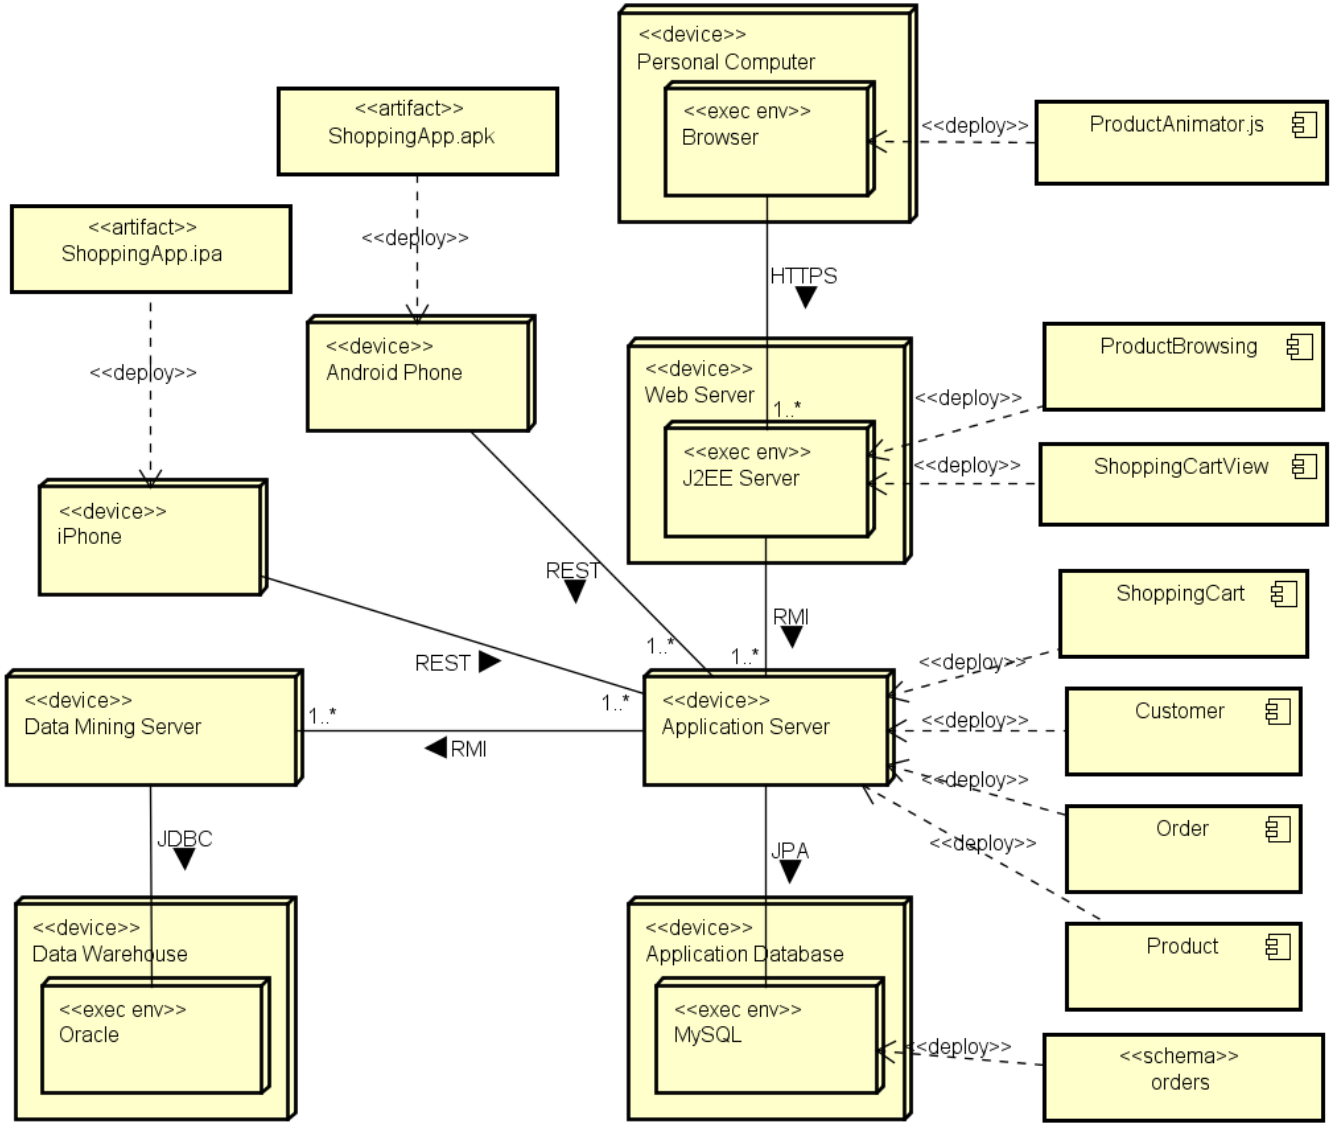 <<device>>
Personal Computer
<<exec env>>
Browser
<<deploy>>
ProductAnimator.js
<<artifact>>
ShoppingApp.apk
<<deploy>>
<<artifact>>
ShoppingApp.ipa
<<deploy>>
HTTPS
<<device>>
Android Phone
<<device>>
Web Server
1..*
<<exec env>>
J2EE Server
<<deploy>>
ProductBrowsing
<<deploy>>
ShoppingCartView
<<device>>
iPhone
REST
REST
RMI
1..*
1..*
1..*
<<deploy>>
ShoppingCart
<<device>>
Data Mining Server
1..*
RMI
<<device>>
Application Server
<<deploy>>
Customer
<<deploy>>
Order
<<deploy>>
Product
JDBC
JPA
<<device>>
Data Warehouse
<<exec env>>
Oracle
<<device>>
Application Database
<<exec env>>
MySQL
<<deploy>>
<<schema>>
orders